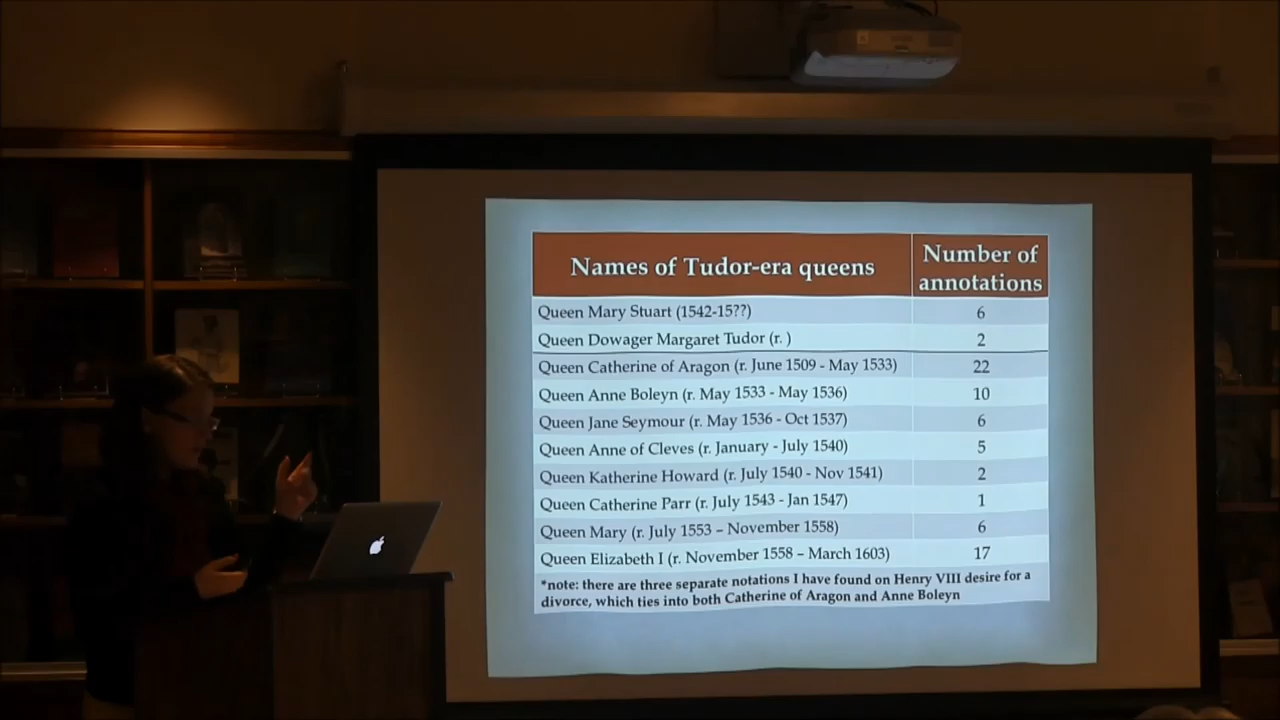 Names of Tudor-era queens
Number of
annotations
Queen Mary Stuart (1542-15??) 6
Queen Dowager Margaret Tudor (r. ) 2
Queen Catherine of Aragon (r. June 1509 - May 1533) 22
Queen Anne Boleyn (r. May 1533 - May 1536) 10
Queen Jane Seymour (r. May 1536 - Oct 1537) 6
Queen Anne of Cleves (r. January - July 1540) 5
Queen Katherine Howard (r. July 1540 - Nov 1541) 2
Queen Catherine Parr (r. July 1543 - Jan 1547) 1
Queen Mary (r. July 1553 – November 1558) 6
Queen Elizabeth I (r. November 1558 – March 1603) 17
*note: there are three separate notations I have found on Henry VIII desire for a
divorce, which ties into both Catherine of Aragon and Anne Boleyn